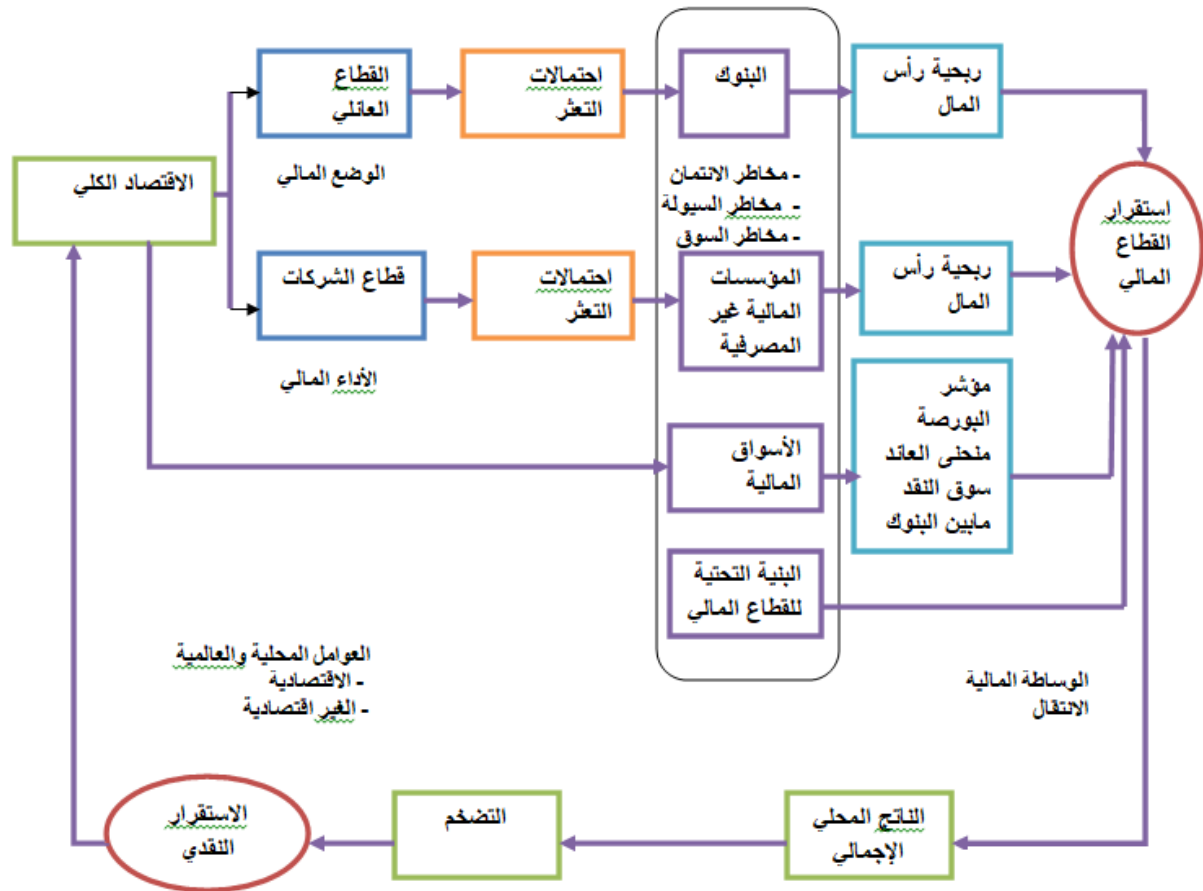 القطاع
العائلي
احتمالات
التعثر
البنوك
ربحية رأس
المال
الاقتصاد الكلي
الوضع المالي
- مخاطر الائتمان
- مخاطر السيولة
- مخاطر السوق
استقرار
القطاع
المالي
قطاع الشركات
احتمالات
التعثر
المؤسسات
المالية غير
المصرفية
ربحية رأس
المال
الأداء المالي
الأسواق
المالية
مؤشر
البورصة
منحنى العائد
سوق النقد
مابين البنوك
البنية التحتية
للقطاع المالي
العوامل المحلية والعالمية
- الاقتصادية
- الغير اقتصادية
الوساطة المالية
الانتقال
الاستقرار
النقدي
التضخم
الناتج المحلي
الإجمالي